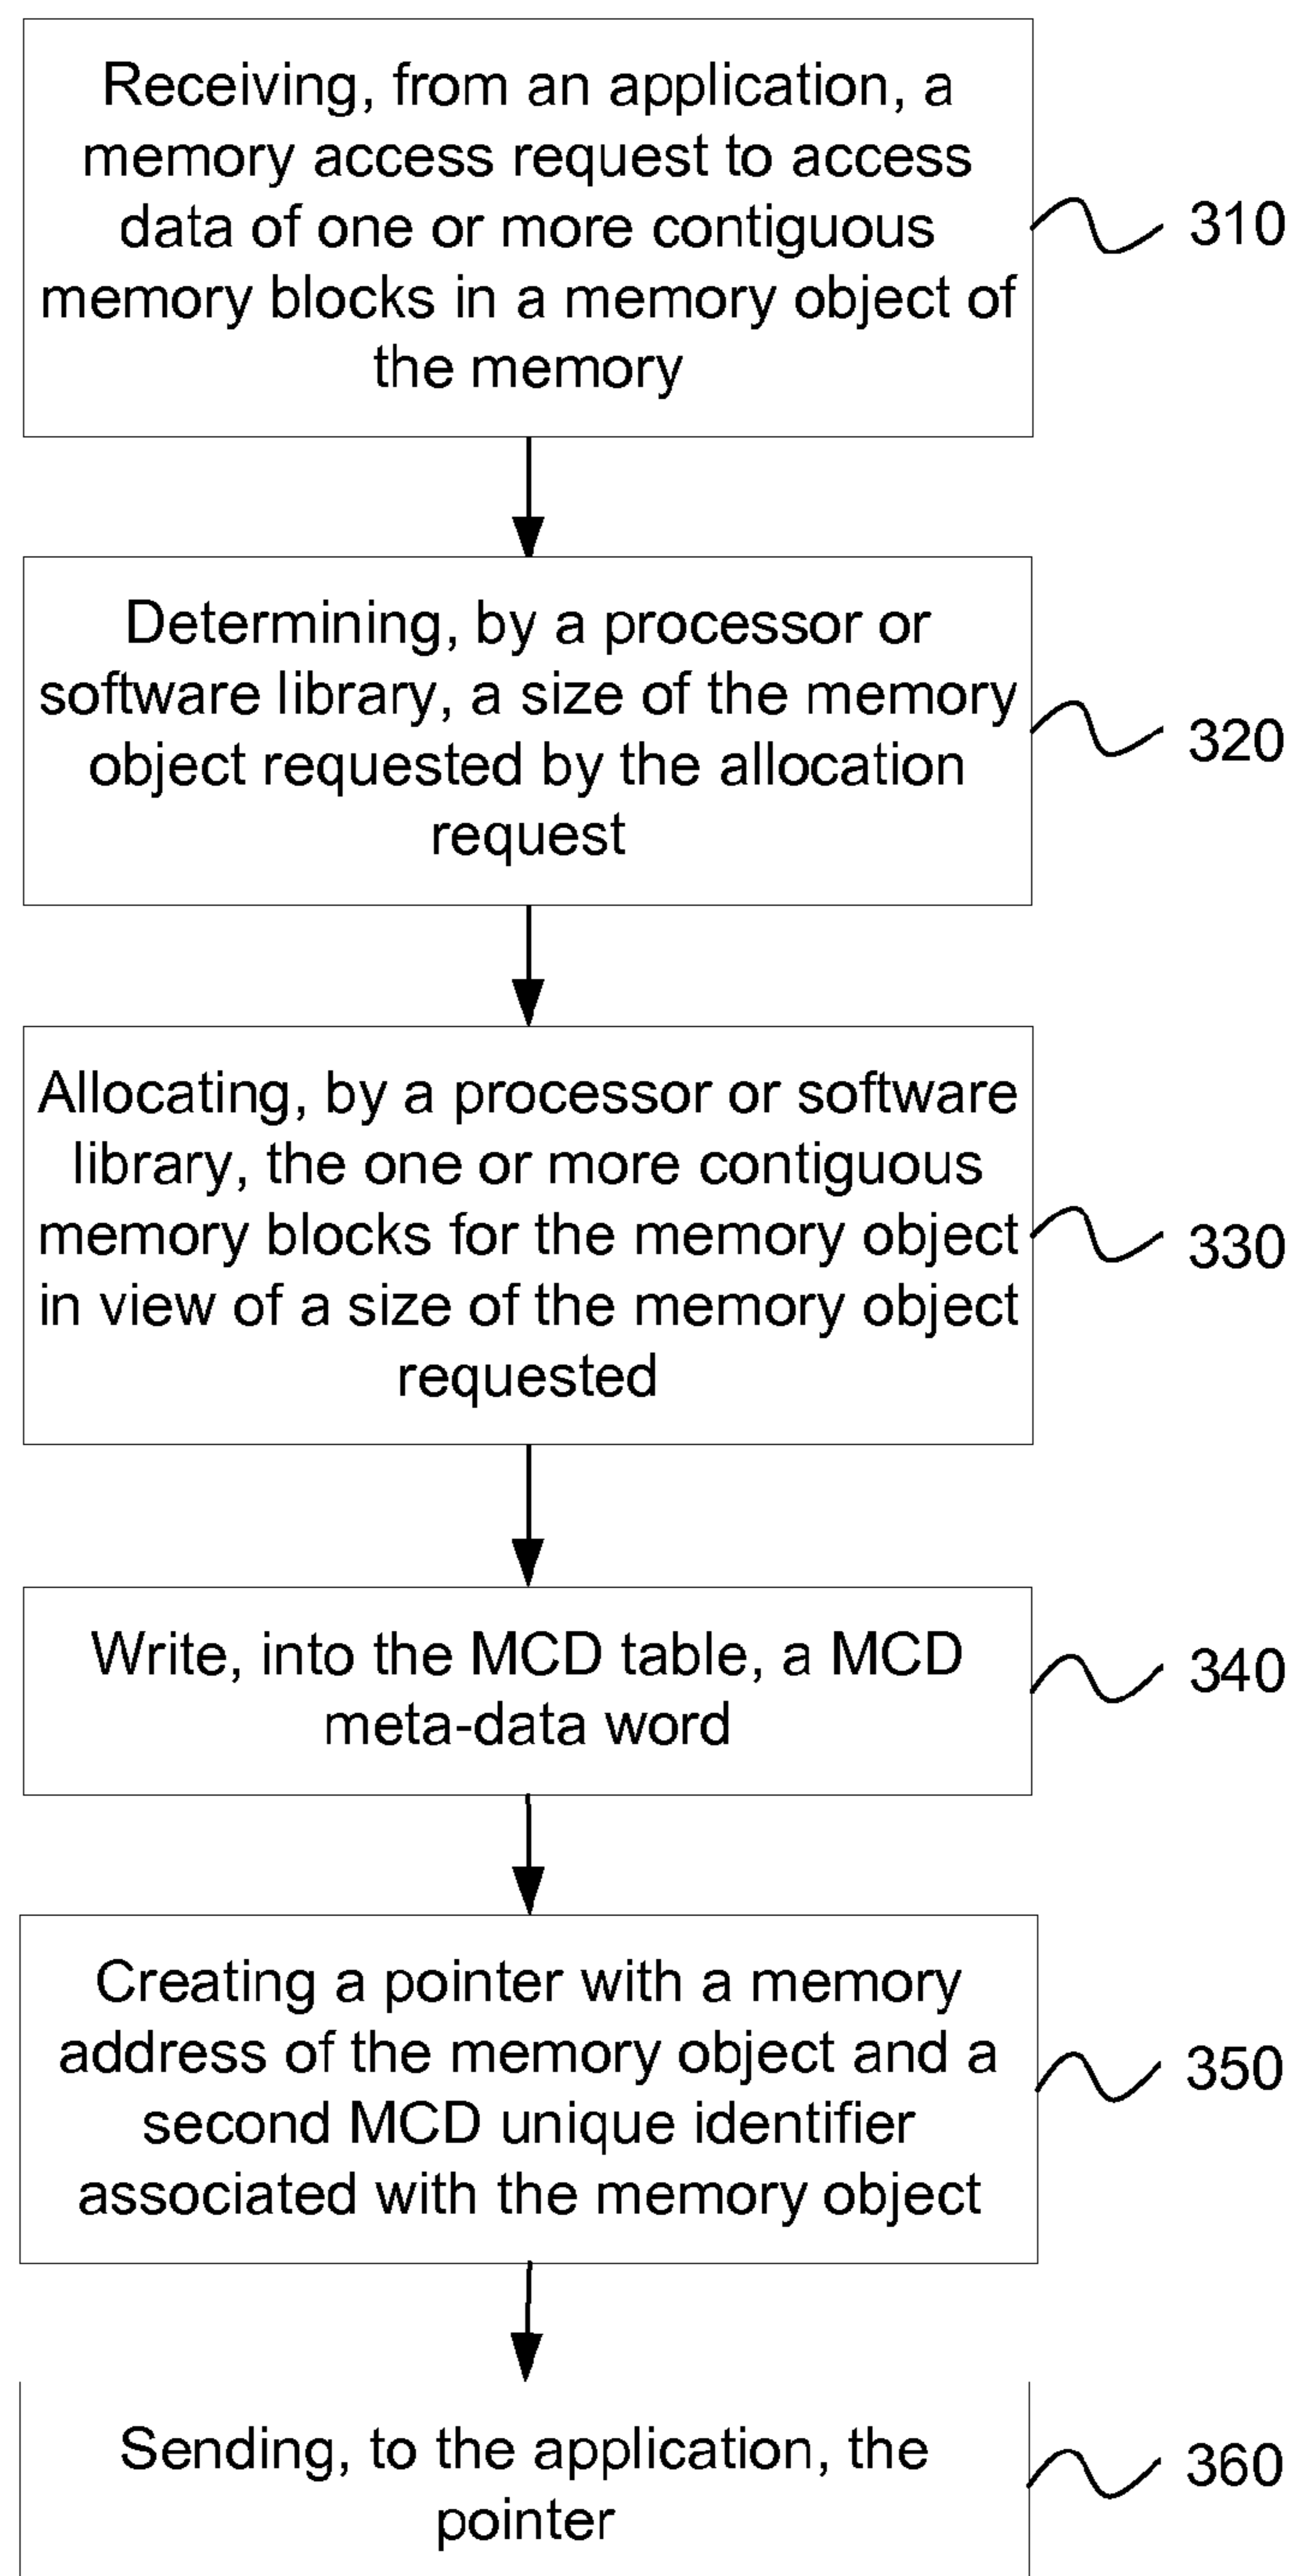 Receiving, from an application, a
memory access request to access
data of one or more contiguous
memory blocks in a memory object of
the memory
310
Determining, by a processor or
software library, a size of the memory
object requested by the allocation
request
320
Allocating, by a processor or software
library, the one or more contiguous
memory blocks for the memory object
in view of a size of the memory object
requested
330
Write, into the MCD table, a MCD
meta-data word
340
Creating a pointer with a memory
address of the memory object and a
second MCD unique identifier
associated with the memory object
350
Sending, to the application, the
pointer
360